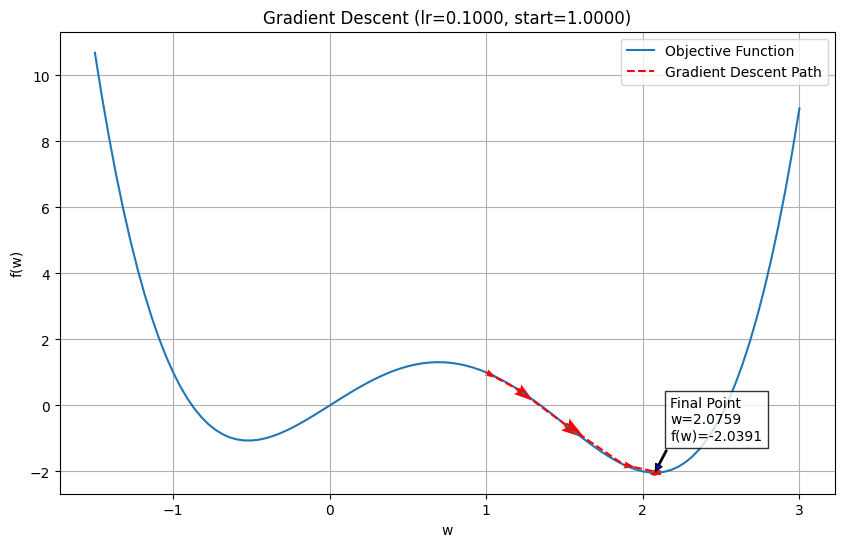 Gradient Descent (lr=0.1000, start=1.0000)
Objective Function
Gradient Descent Path
10
8
6
4
2
0
−2
f(w)
Final Point
w=2.0759
f(w)=-2.0391
−1
0
1
2
3
w